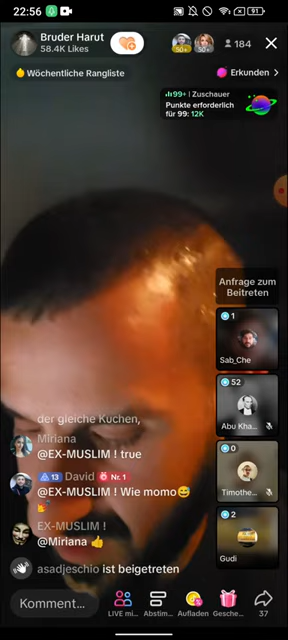 22:56
91
Bruder Harut
58.4K Likes
50+
50+
184
Wöchentliche Rangliste
Erkunden >
99+ | Zuschauer
Punkte erforderlich
für 99: 12K
Anfrage zum
Beitreten
1
Sab_Che
52
Abu Kha...
0
Timothe...
2
Gudi
der gleiche Kuchen,
Miriana
@EX-MUSLIM ! true
13 David Nr. 1
@EX-MUSLIM ! Wie momo😅
EX-MUSLIM !
@Miriana 👍
asadjeschio ist beigetreten
Komment...
LIVE mi...
Abstim...
Aufladen
Gesche...
37